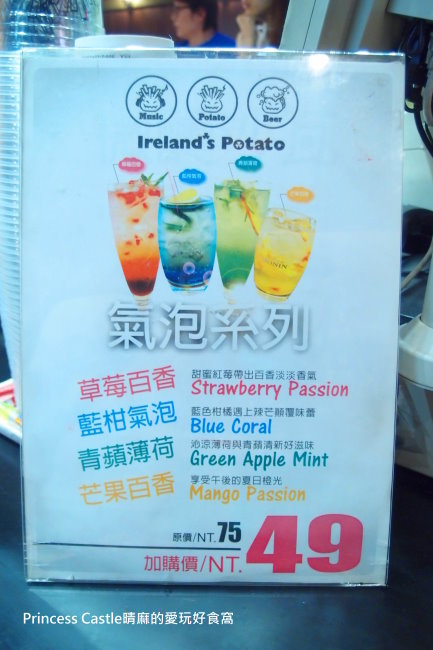 Music Potato Beer
Ireland's Potato
氣泡系列
草莓百香
甜蜜紅莓帶出百香淡淡香氣
Strawberry Passion
藍柑氣泡
藍色柑橘遇上辣芒顛覆味蕾
Blue Coral
青蘋薄荷
沁涼薄荷與青蘋清新好滋味
Green Apple Mint
芒果百香
享受午後的夏日橙光
Mango Passion
原價/NT. 75
加購價/NT. 49
Princess Castle晴麻的愛玩好食窩